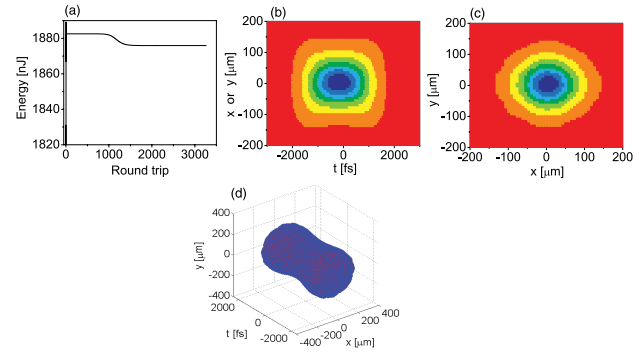 (a)
Energy [nJ]
1880
1860
1840
1820
0 1000 2000 3000
Round trip
(b)
x or y [μm]
200
100
0
-100
-200
-2000 0 2000
t [fs]
(c)
y [μm]
200
100
0
-100
-200
-200 -100 0 100 200
x [μm]
(d)
y [μm]
400
200
0
-200
-400
2000
0
-2000
t [fs]
-400
-200
0
200
400
x [μm]